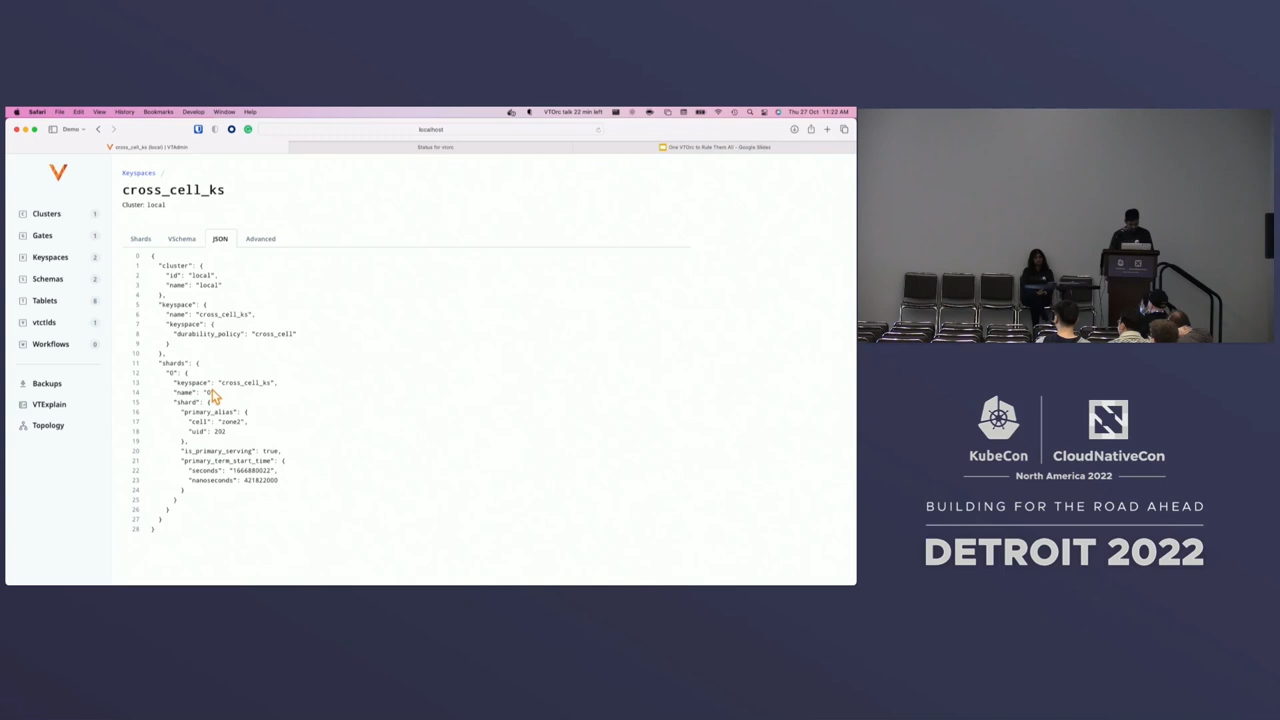 Safari File Edit View History Bookmarks Develop Window Help
VTOrc talk 22 min left
Thu 27 Oct 11:22 AM
Demo
localhost
cross_cell_ks (local) | VTAdmin
Status for vtorc
One VTOrc to Rule Them All - Google Slides
Keyspaces /
cross_cell_ks
Cluster: local
Clusters 1
Gates 1
Keyspaces 2
Schemas 2
Tablets 8
vtctlds 1
Workflows 0
Backups
VTExplain
Topology
Shards VSchema JSON Advanced
0 {
1 "cluster": {
2 "id": "local",
3 "name": "local"
4 },
5 "keyspace": {
6 "name": "cross_cell_ks",
7 "keyspace": {
8 "durability_policy": "cross_cell"
9 }
10 },
11 "shards": {
12 "0": {
13 "keyspace": "cross_cell_ks",
14 "name": "0
15 "shard": {
16 "primary_alias": {
17 "cell": "zone2",
18 "uid": 202
19 },
20 "is_primary_serving": true,
21 "primary_term_start_time": {
22 "seconds": "1666880022",
23 "nanoseconds": 421822000
24 }
25 }
26 }
27 }
28 }
KubeCon CloudNativeCon
North America 2022
BUILDING FOR THE ROAD AHEAD
DETROIT 2022